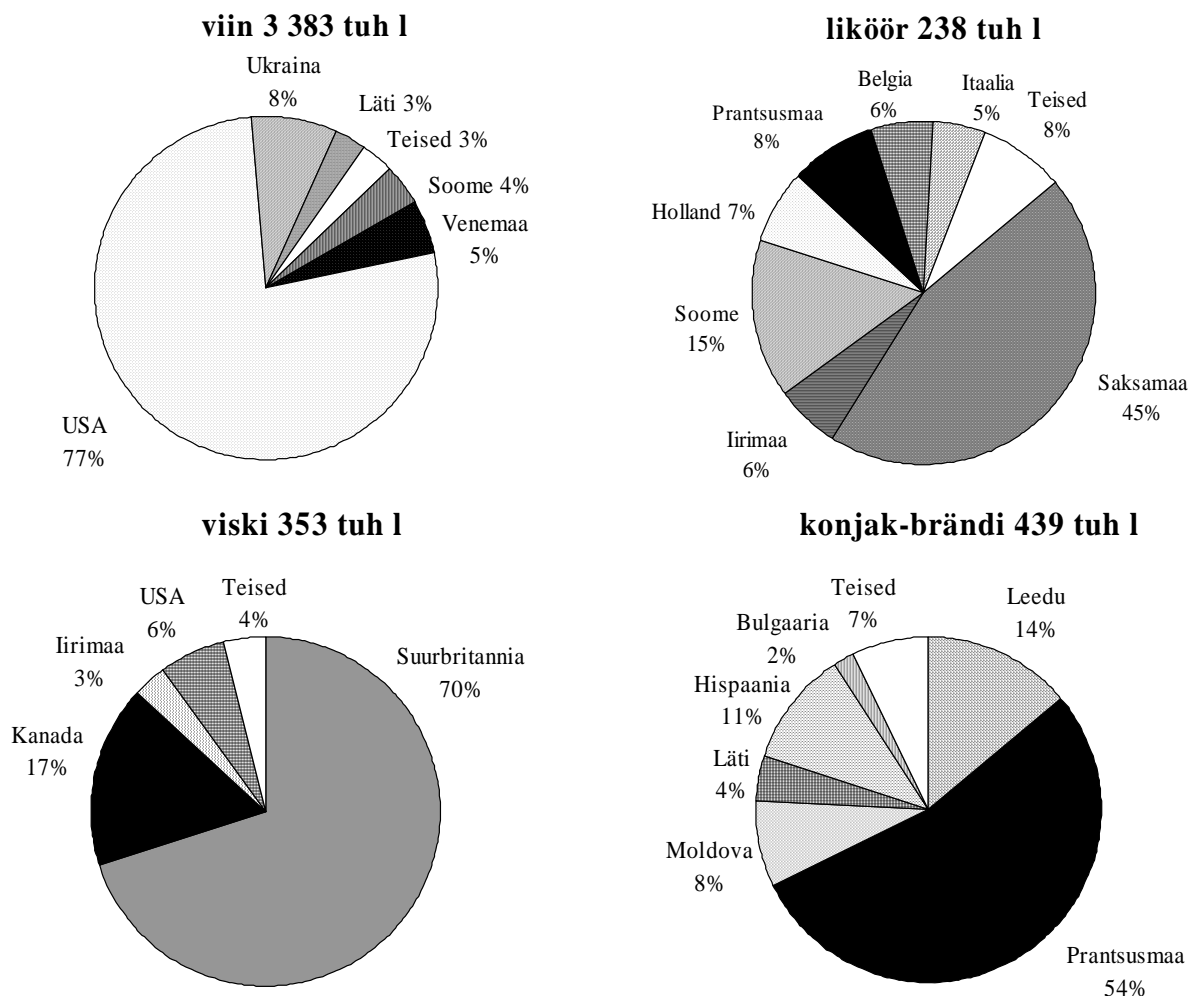 viin 3 383 tuh l
Ukraina
8%
Läti 3%
Teised 3%
Soome 4%
Venemaa
5%
USA
77%
liköör 238 tuh l
Belgia
6%
Itaalia
5%
Teised
8%
Prantsusmaa
8%
Holland 7%
Soome
15%
Iirimaa
6%
Saksamaa
45%
viski 353 tuh l
Teised
4%
USA
6%
Iirimaa
3%
Kanada
17%
Suurbritannia
70%
konjak-brändi 439 tuh l
Teised
7%
Leedu
14%
Bulgaaria
2%
Hispaania
11%
Läti
4%
Moldova
8%
Prantsusmaa
54%